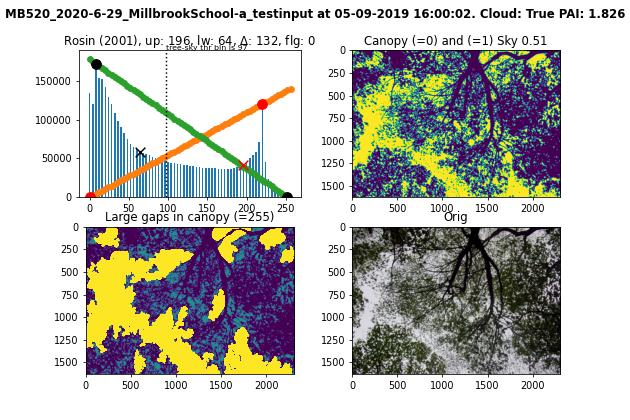 MB520_2020-6-29_MillbrookSchool-a_testinput at 05-09-2019 16:00:02. Cloud: True PAI: 1.826
Rosin (2001), up: 196, lw: 64, Δ: 132, flg: 0
tree-sky thr bin is 97
150000
100000
50000
0
0 50 100 150 200 250
Canopy (=0) and (=1) Sky 0.51
0
250
500
750
1000
1250
1500
0 500 1000 1500 2000
Large gaps in canopy (=255)
0
250
500
750
1000
1250
1500
0 500 1000 1500 2000
Orig
0
250
500
750
1000
1250
1500
0 500 1000 1500 2000